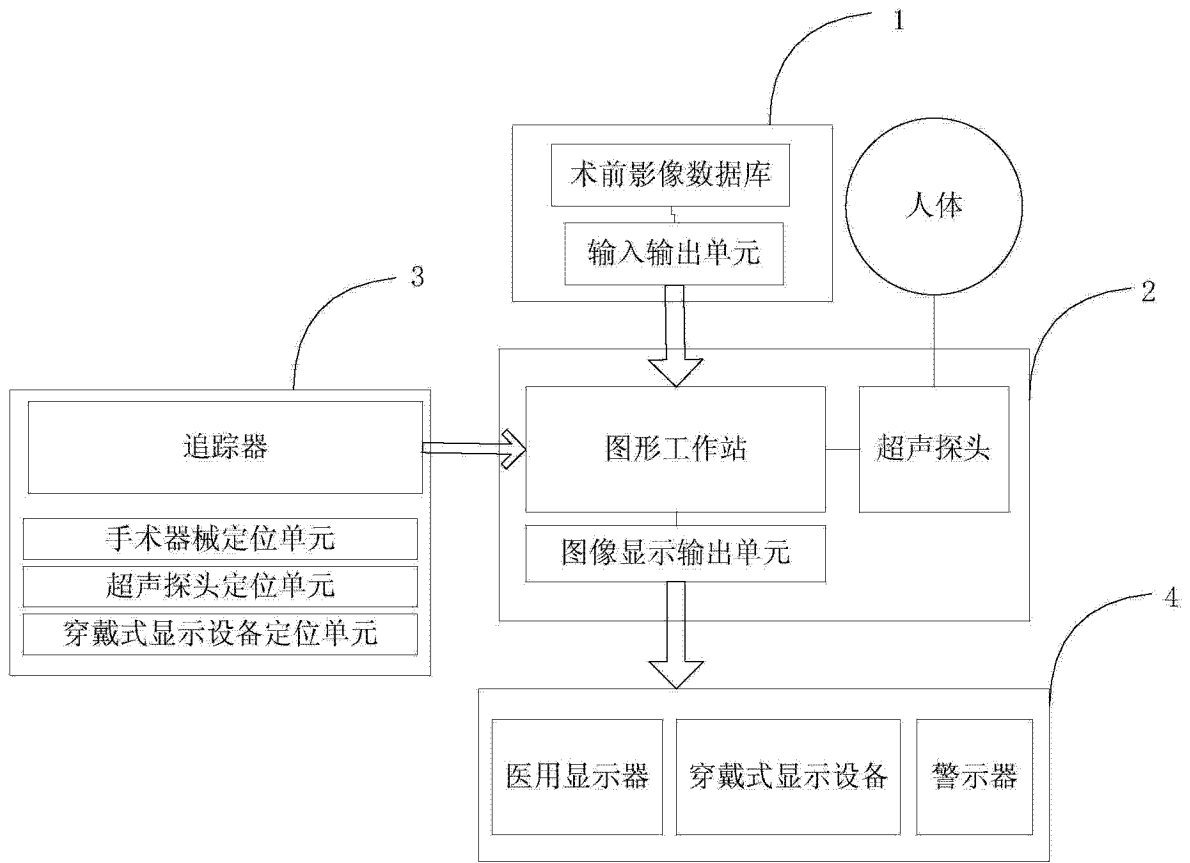 1
术前影像数据库
人体
输入输出单元
3
2
追踪器
图形工作站
超声探头
手术器械定位单元
图像显示输出单元
超声探头定位单元
穿戴式显示设备定位单元
4
医用显示器
穿戴式显示设备
警示器